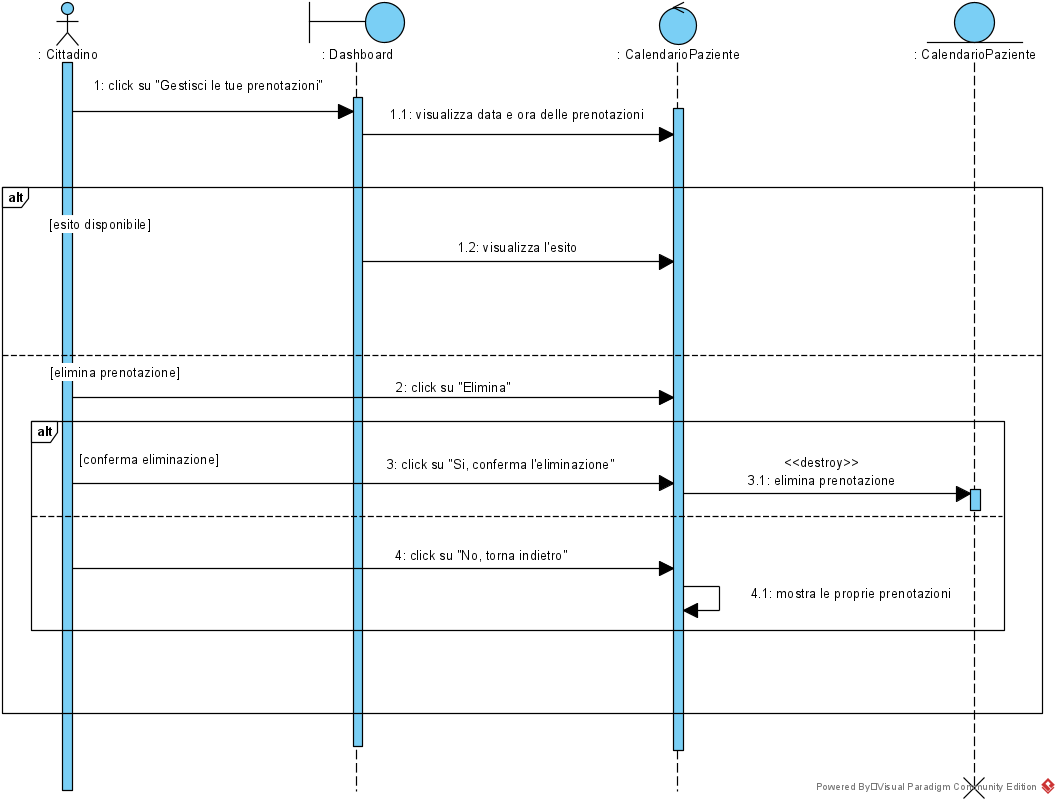 : Cittadino
: Dashboard
: CalendarioPaziente
: CalendarioPaziente
1: click su "Gestisci le tue prenotazioni"
1.1: visualizza data e ora delle prenotazioni
alt
[esito disponibile]
1.2: visualizza l'esito
[elimina prenotazione]
2: click su "Elimina"
alt
[conferma eliminazione]
3: click su "Si, conferma l'eliminazione"
<<destroy>>
3.1: elimina prenotazione
4: click su "No, torna indietro"
4.1: mostra le proprie prenotazioni
Powered By□Visual Paradigm Community Edition